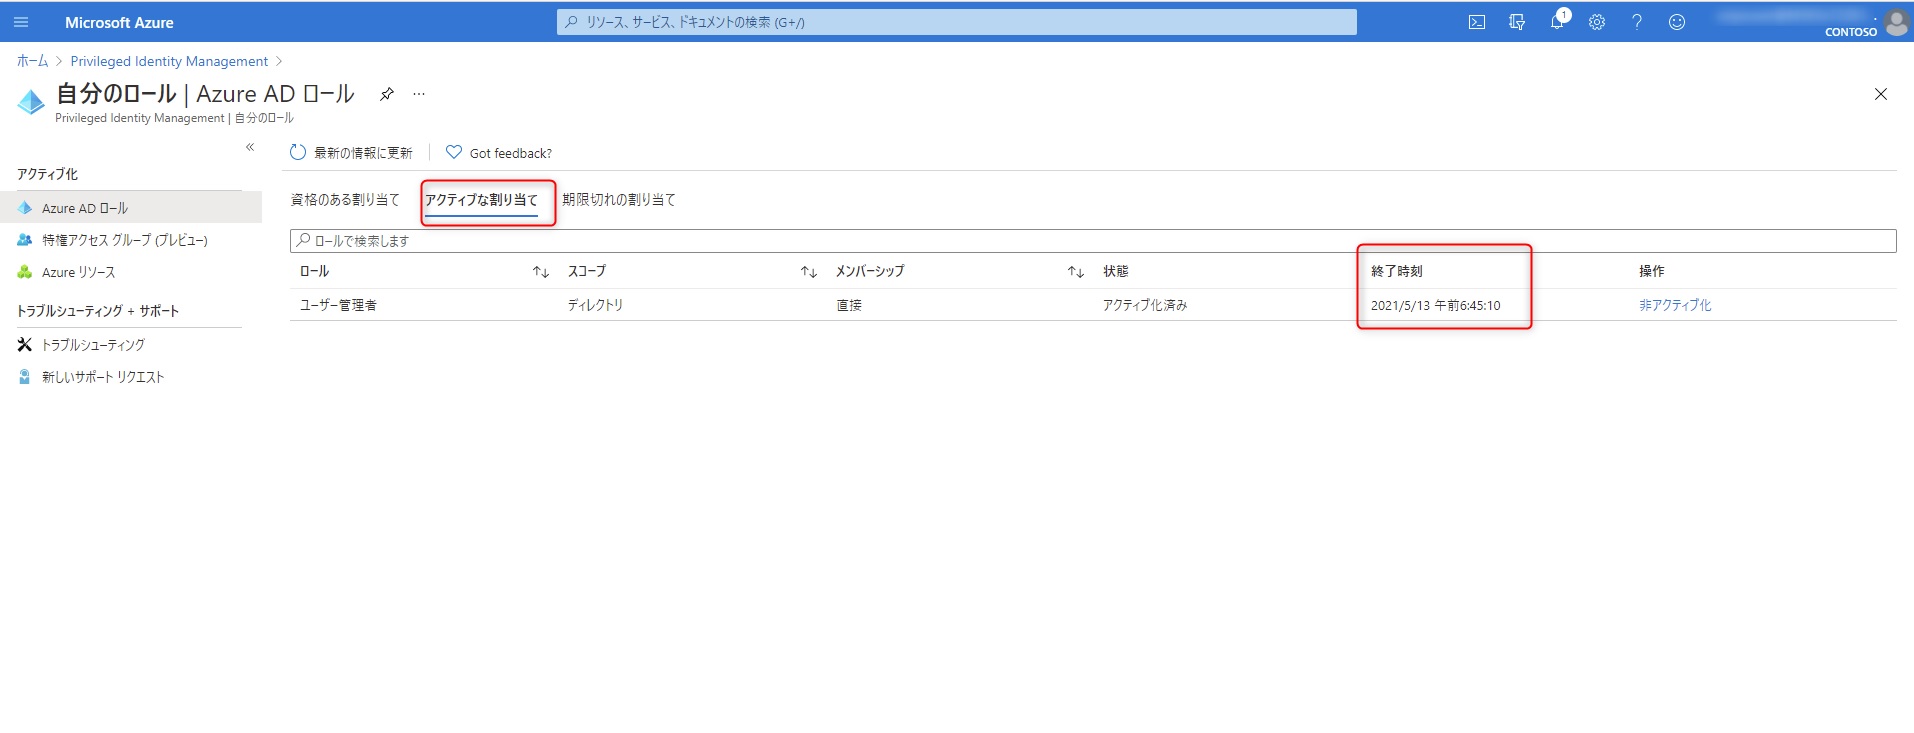 Microsoft Azure
リソース、サービス、ドキュメントの検索 (G+/)
1
CONTOSO
ホーム > Privileged Identity Management >
自分のロール | Azure AD ロール
Privileged Identity Management | 自分のロール
«
アクティブ化
Azure AD ロール
特権アクセス グループ (プレビュー)
Azure リソース
トラブルシューティング + サポート
トラブルシューティング
新しいサポート リクエスト
最新の情報に更新
Got feedback?
資格のある割り当て アクティブな割り当て 期限切れの割り当て
ロールで検索します
ロール スコープ メンバーシップ 状態 終了時刻 操作
ユーザー管理者 ディレクトリ 直接 アクティブ化済み 2021/5/13 午前6:45:10 非アクティブ化